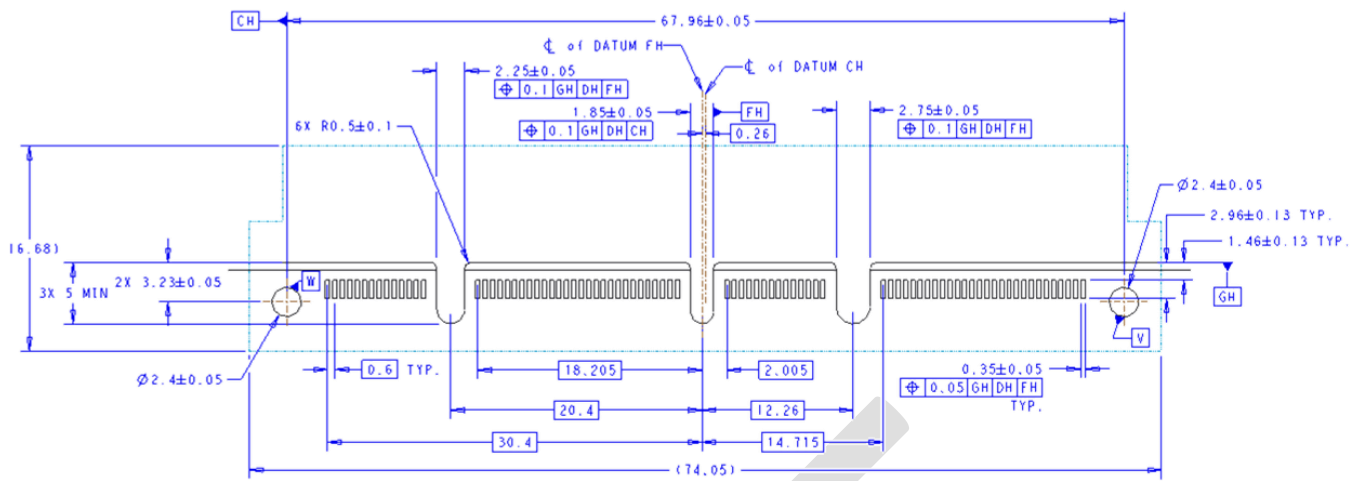 CH
67.96±0.05
℄ of DATUM FH
℄ of DATUM CH
2.25±0.05
⌖ 0.1 GH DH FH
1.85±0.05
FH
2.75±0.05
6X R0.5±0.1
⌖ 0.1 GH DH CH
0.26
⌖ 0.1 GH DH FH
Ø2.4±0.05
2.96±0.13 TYP.
16.68)
1.46±0.13 TYP.
2X 3.23±0.05
3X 5 MIN
W
GH
V
Ø2.4±0.05
0.6 TYP.
18.205
2.005
0.35±0.05
⌖ 0.05 GH DH FH
TYP.
20.4
12.26
30.4
14.715
(74.05)